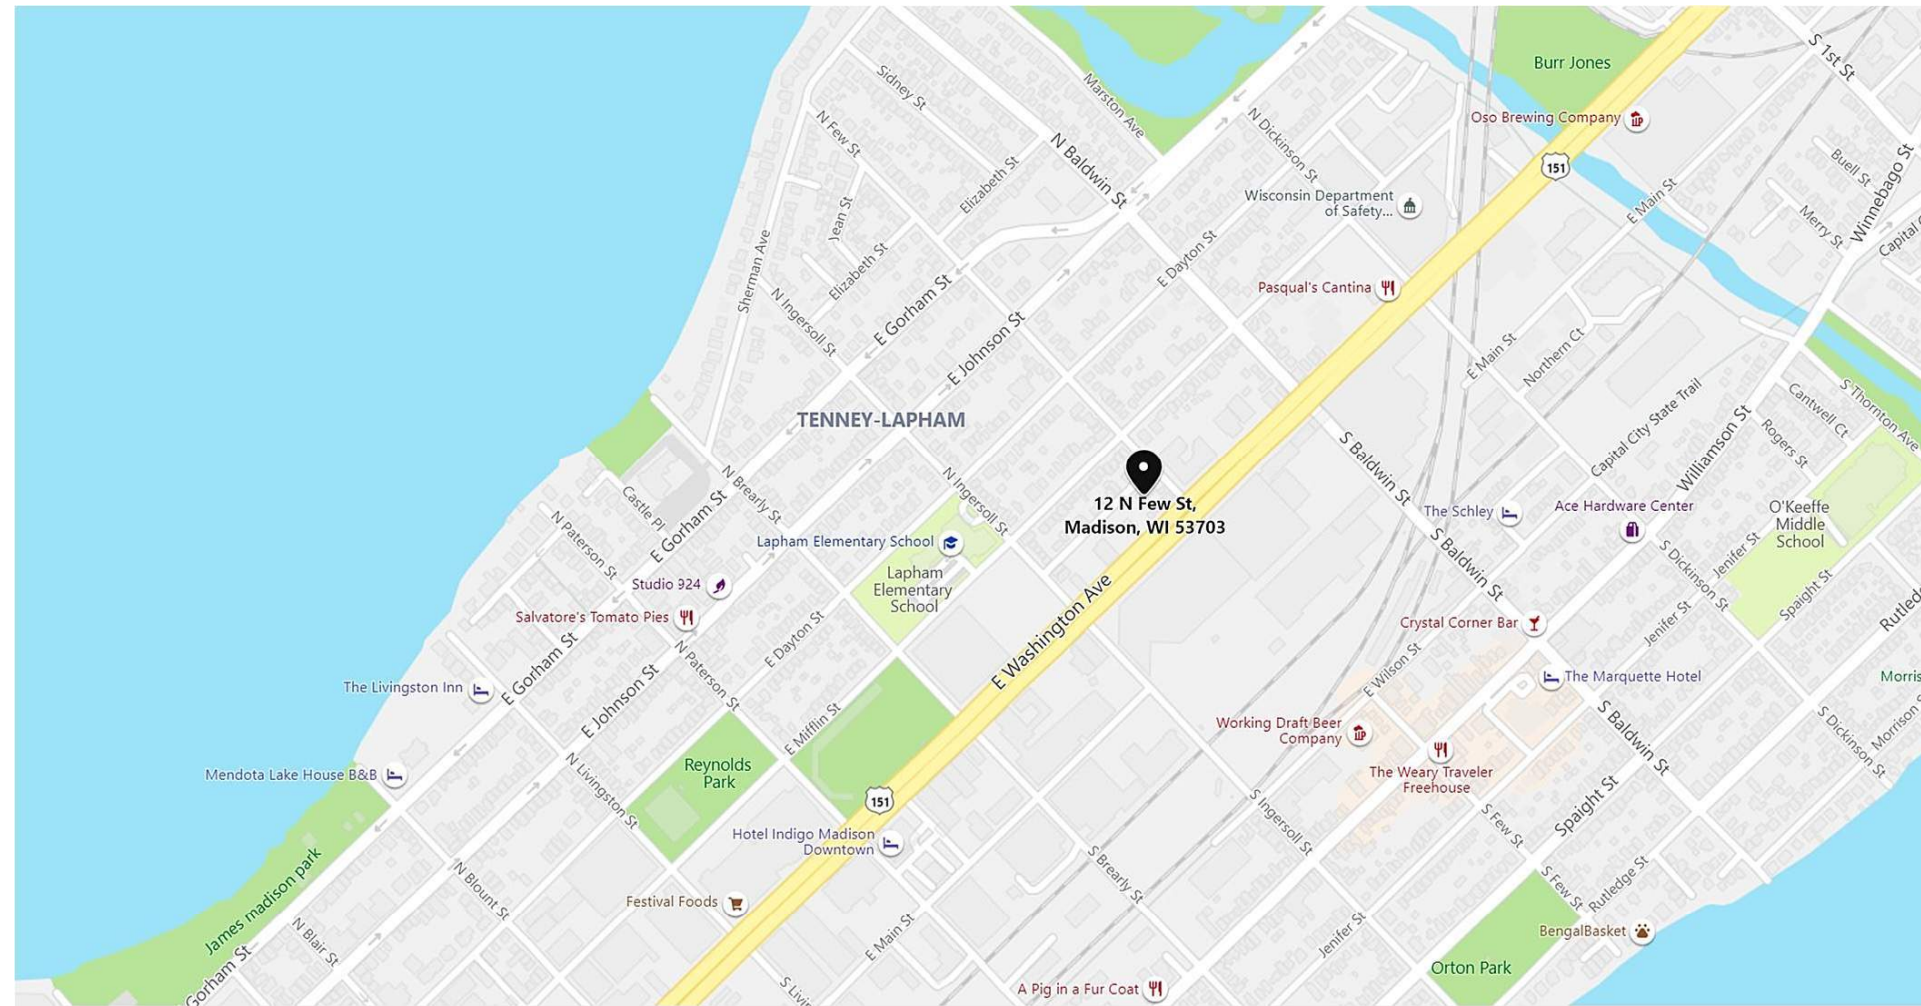 Burr Jones
S 1st St
Sidney St
Marston Ave
N Few St
Oso Brewing Company
N Dickinson St
N Baldwin St
151
Buell St
Winnebago St
Elizabeth St
Wisconsin Department
of Safety...
E Main St
Merry St
Capital
Jean St
Sherman Ave
Elizabeth St
E Dayton St
Pasqual's Cantina
N Ingersoll St
E Gorham St
E Johnson St
E Main St
Northern Ct
TENNEY-LAPHAM
Capital City State Trail
Williamson St
Cantwell Ct
S Thornton Ave
Rogers St
S Baldwin St
N Brearly St
N Ingersoll St
12 N Few St,
Madison, WI 53703
Castle Pl
N Paterson St
E Gorham St
The Schley
Ace Hardware Center
O'Keeffe
Middle
School
Lapham Elementary School
Lapham
Elementary
School
S Baldwin St
S Dickinson St
Jenifer St
Spaight St
Studio 924
Salvatore's Tomato Pies
E Washington Ave
Crystal Corner Bar
Jenifer St
E Dayton St
E Gorham St
N Paterson St
E Wilson St
The Livingston Inn
The Marquette Hotel
E Johnson St
E Mifflin St
Working Draft Beer
Company
S Baldwin St
S Dickinson St
Morrison
Reynolds
Park
Mendota Lake House B&B
N Livingston St
The Weary Traveler
Freehouse
151
S Ingersoll St
S Few St
Spaight St
Hotel Indigo Madison
Downtown
S Brearly St
James madison park
N Blount St
Festival Foods
S Few St
Rutledge St
N Blair St
E Main St
Jenifer St
BengalBasket
Gorham St
Orton Park
A Pig in a Fur Coat